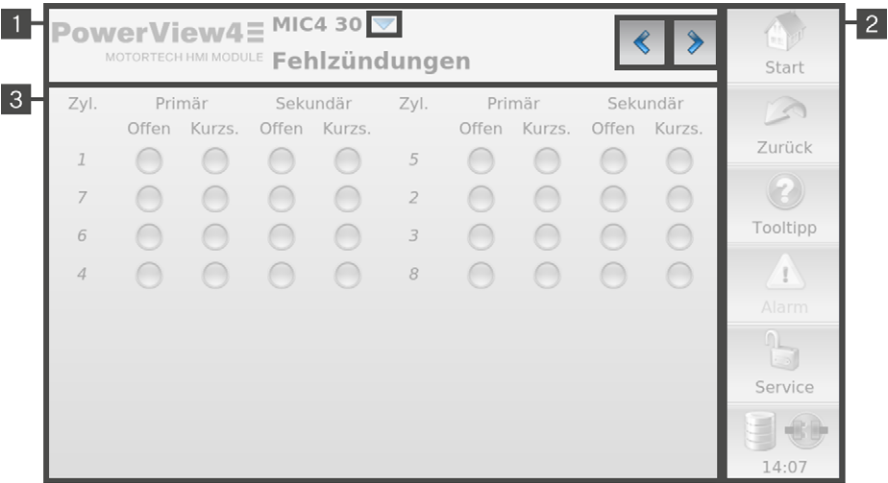 1
PowerView4
MOTORTECH HMI MODULE
MIC4 30
Fehlzündungen
2
Start
Zurück
Tooltipp
Alarm
Service
14:07
3
Zyl. Primär Sekundär Zyl. Primär Sekundär
Offen Kurzs. Offen Kurzs. Offen Kurzs. Offen Kurzs.
1 5
7 2
6 3
4 8